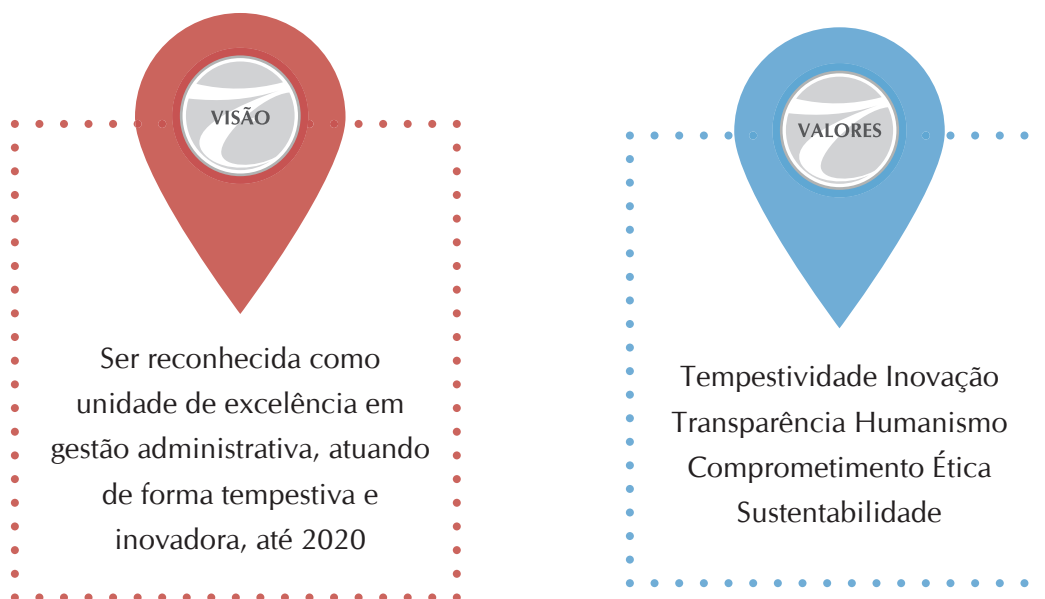 VISÃO
Ser reconhecida como
unidade de excelência em
gestão administrativa, atuando
de forma tempestiva e
inovadora, até 2020
VALORES
Tempestividade Inovação
Transparência Humanismo
Comprometimento Ética
Sustentabilidade